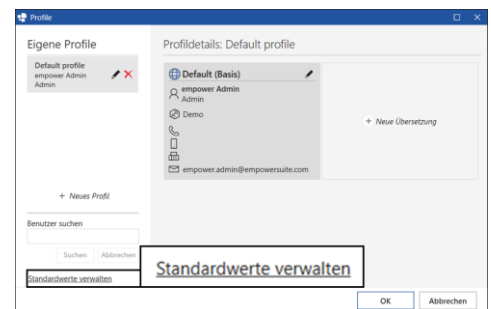 Profile
Eigene Profile
Default profile
empower Admin
Admin
+ Neues Profil
Benutzer suchen
Suchen Abbrechen
Standardwerte verwalten
Profildetails: Default profile
Default (Basis)
empower Admin
Admin
Demo
empower.admin@empowersuite.com
+ Neue Übersetzung
Standardwerte verwalten
OK Abbrechen